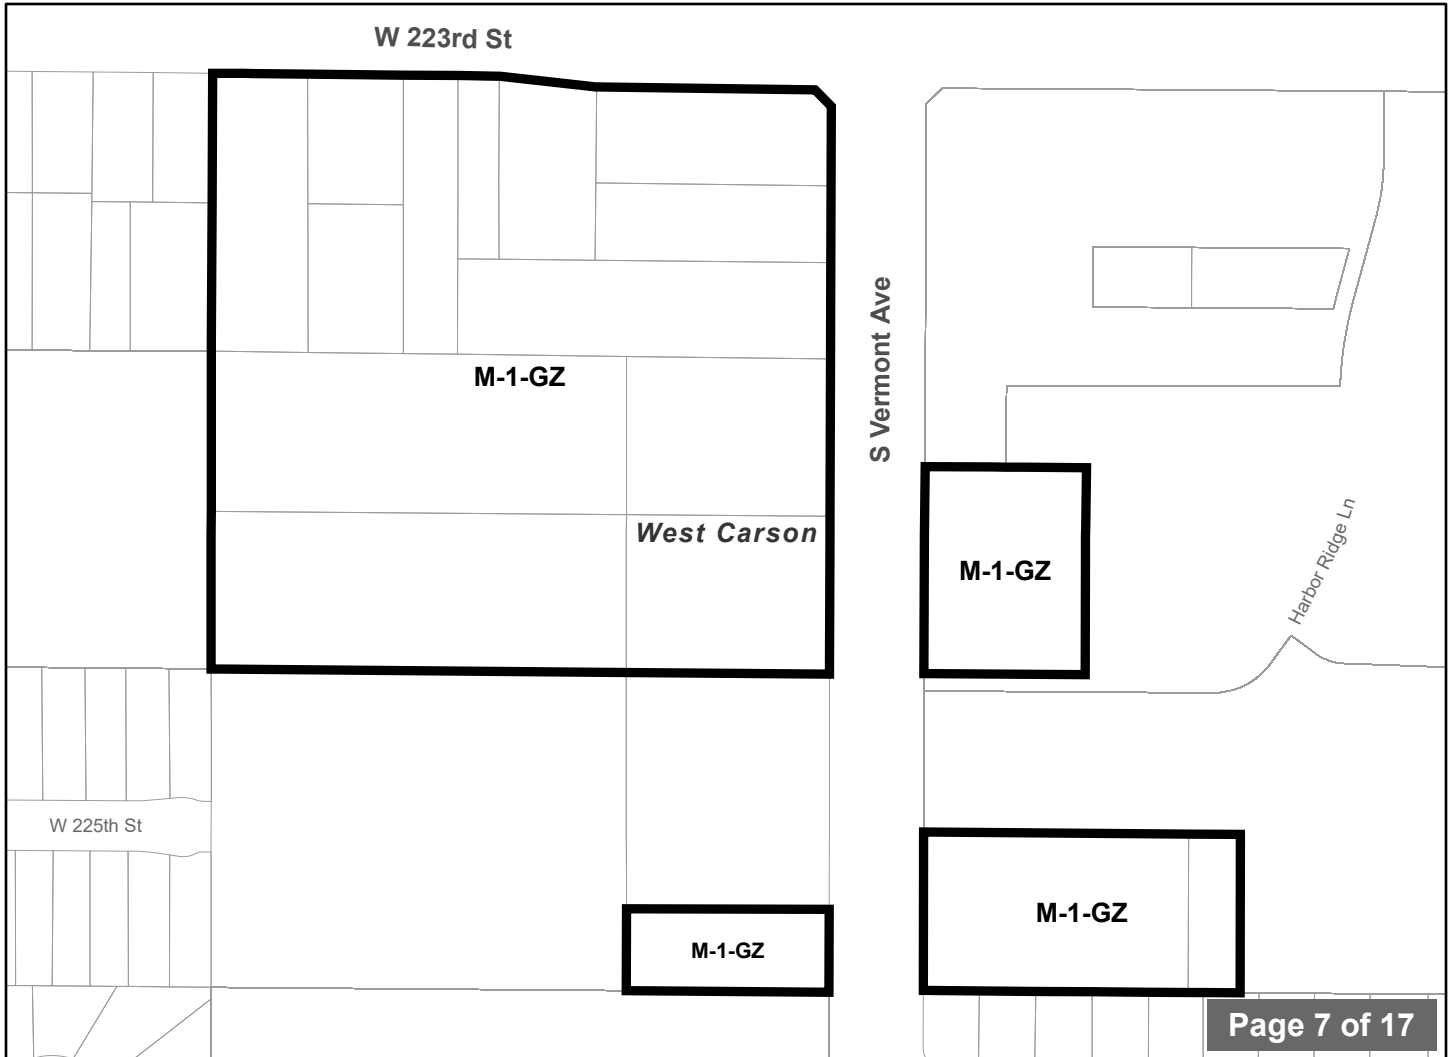 W 223rd St
S Vermont Ave
M-1-GZ
West Carson
M-1-GZ
Harbor Ridge Ln
W 225th St
M-1-GZ
M-1-GZ
Page 7 of 17